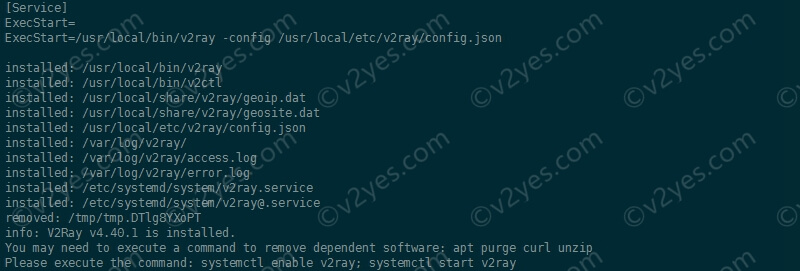 [Service]
ExecStart=
ExecStart=/usr/local/bin/v2ray -config /usr/local/etc/v2ray/config.json
installed: /usr/local/bin/v2ray
installed: /usr/local/bin/v2ctl
installed: /usr/local/share/v2ray/geoip.dat
installed: /usr/local/share/v2ray/geosite.dat
installed: /usr/local/etc/v2ray/config.json
installed: /var/log/v2ray/
installed: /var/log/v2ray/access.log
installed: /var/log/v2ray/error.log
installed: /etc/systemd/system/v2ray.service
installed: /etc/systemd/system/v2ray@.service
removed: /tmp/tmp.DTlg8YXoPT
info: V2Ray v4.40.1 is installed.
You may need to execute a command to remove dependent software: apt purge curl unzip
Please execute the command: systemctl enable v2ray; systemctl start v2ray
©v2yes.com
©v2yes.com
©v2yes.com
©v2yes.com
©v2yes.com
©v2yes.com